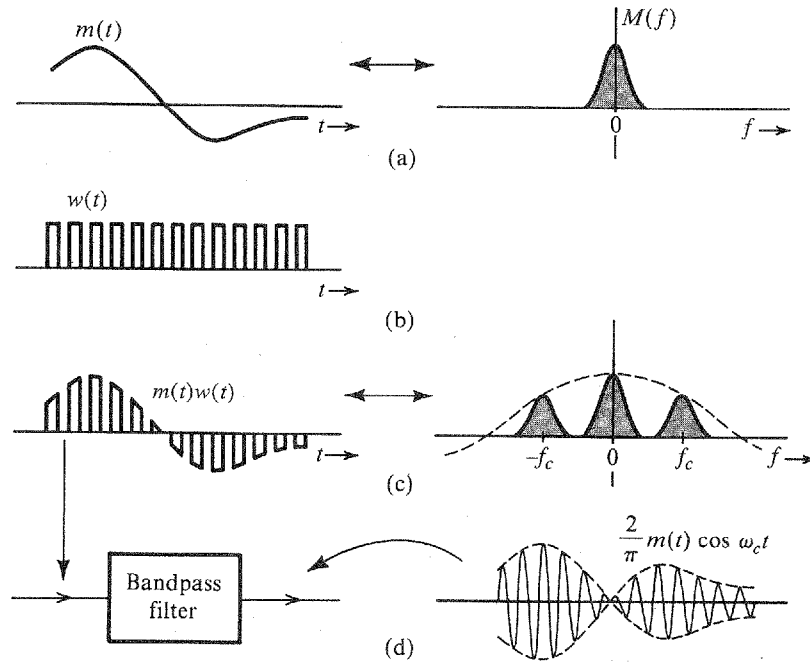 m(t)
M(f)
t
0
f
(a)
w(t)
t
(b)
m(t)w(t)
t
-f_c
0
f_c
f
(c)
2/π m(t) cos ω_c t
Bandpass
filter
(d)